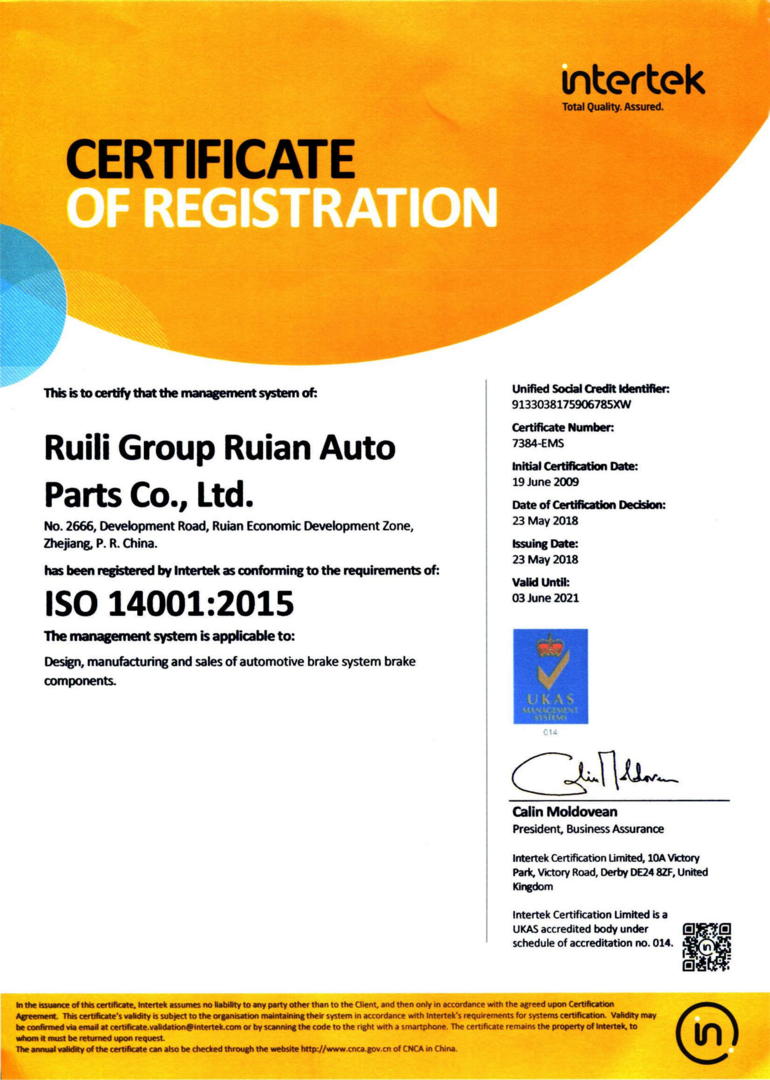 intertek
Total Quality. Assured.
CERTIFICATE
OF REGISTRATION
This is to certify that the management system of:
Ruili Group Ruian Auto
Parts Co., Ltd.
No. 2666, Development Road, Ruian Economic Development Zone,
Zhejiang, P. R. China.
has been registered by Intertek as conforming to the requirements of:
ISO 14001:2015
The management system is applicable to:
Design, manufacturing and sales of automotive brake system brake
components.
Unified Social Credit Identifier:
9133038175906785XW
Certificate Number:
7384-EMS
Initial Certification Date:
19 June 2009
Date of Certification Decision:
23 May 2018
Issuing Date:
23 May 2018
Valid Until:
03 June 2021
UKAS
MANAGEMENT
SYSTEMS
014
Calin Moldovean
Calin Moldovean
President, Business Assurance
Intertek Certification Limited, 10A Victory
Park, Victory Road, Derby DE24 8ZF, United
Kingdom
Intertek Certification Limited is a
UKAS accredited body under
schedule of accreditation no. 014.
in
In the issuance of this certificate, Intertek assumes no liability to any party other than to the Client, and then only in accordance with the agreed upon Certification
Agreement. This certificate's validity is subject to the organisation maintaining their system in accordance with Intertek's requirements for systems certification. Validity may
be confirmed via email at certificate.validation@intertek.com or by scanning the code to the right with a smartphone. The certificate remains the property of Intertek, to
whom it must be returned upon request.
The annual validity of the certificate can also be checked through the website http://www.cnca.gov.cn of CNCA in China.
in